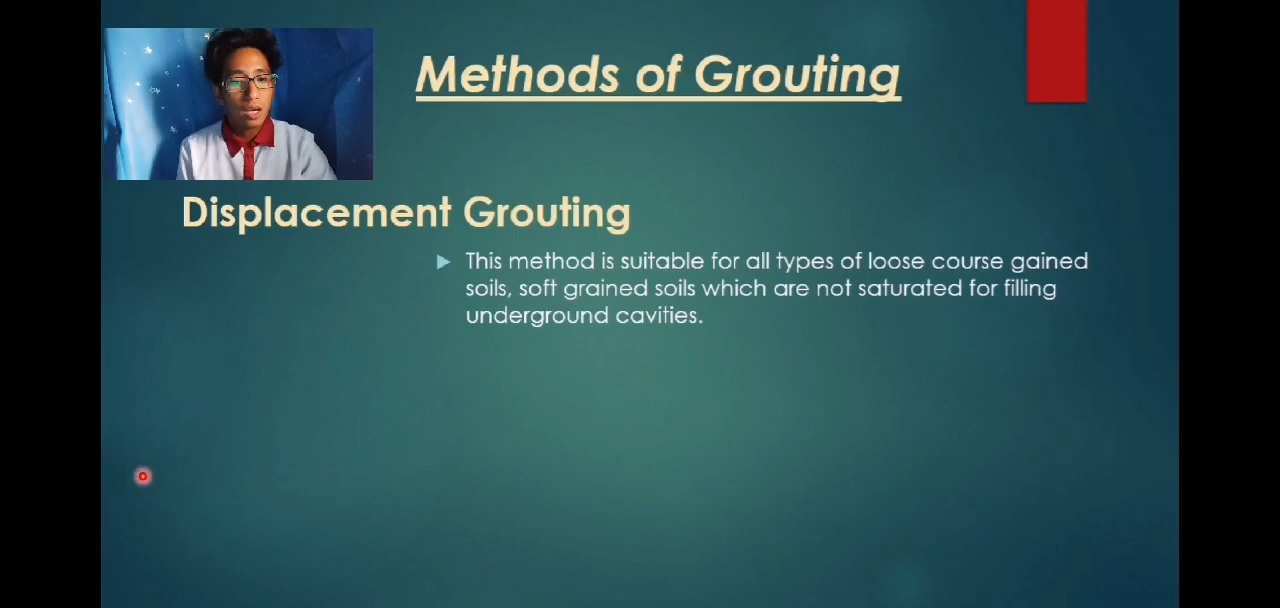 Methods of Grouting
Displacement Grouting
This method is suitable for all types of loose course gained
soils, soft grained soils which are not saturated for filling
underground cavities.